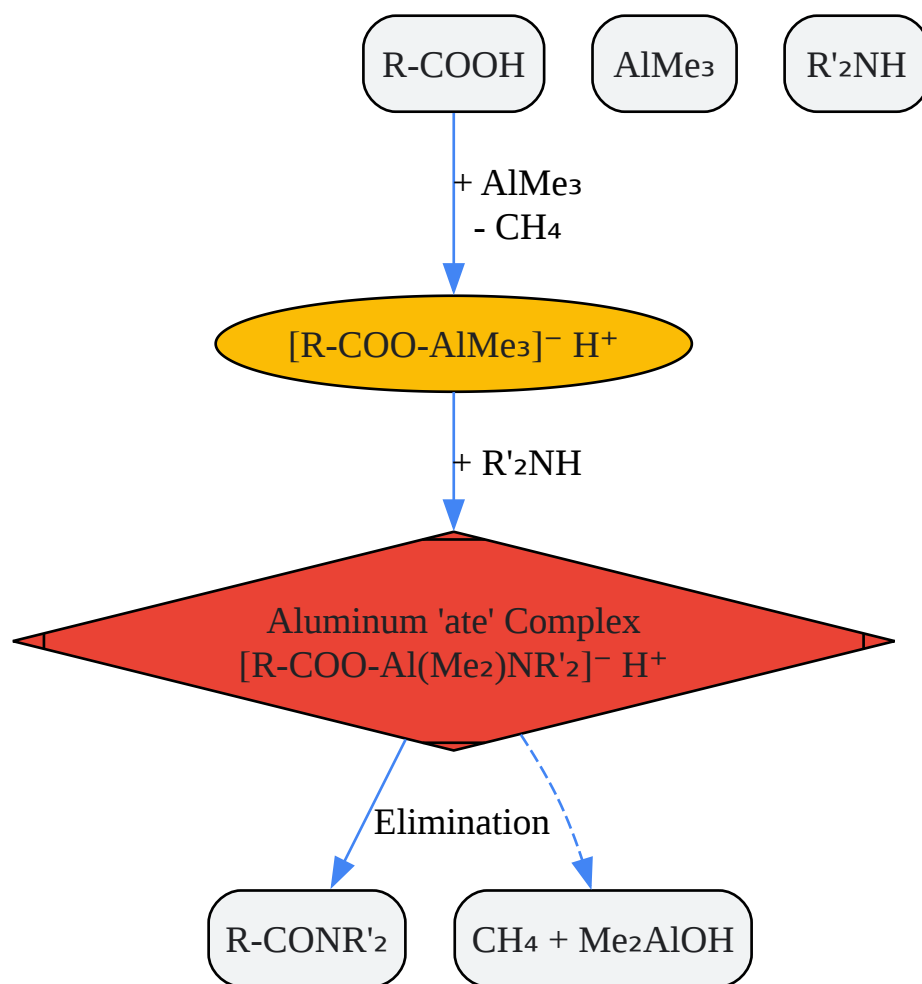 R-COOH
AlMe₃
R'₂NH
+ AlMe₃
- CH₄
[R-COO-AlMe₃]⁻ H⁺
+ R'₂NH
Aluminum 'ate' Complex
[R-COO-Al(Me₂)NR'₂]⁻ H⁺
Elimination
R-CONR'₂
CH₄ + Me₂AlOH